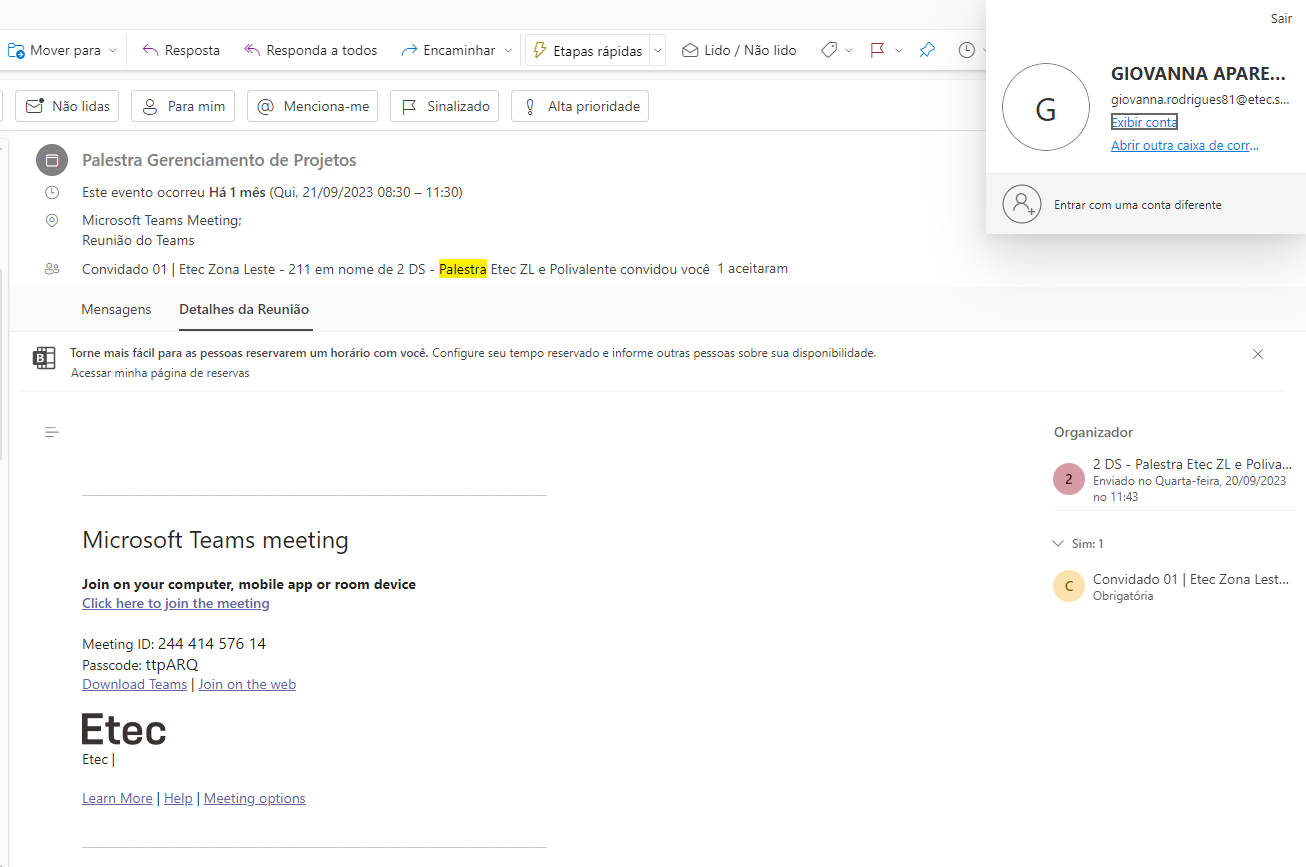 Sair
Mover para
Resposta
Responda a todos
Encaminhar
Etapas rápidas
Lido / Não lido
G
GIOVANNA APARE...
giovanna.rodrigues81@etec.s...
Exibir conta
Abrir outra caixa de corr...
Entrar com uma conta diferente
Não lidas
Para mim
@ Menciona-me
Sinalizado
Alta prioridade
Palestra Gerenciamento de Projetos
Este evento ocorreu Há 1 mês (Qui, 21/09/2023 08:30 – 11:30)
Microsoft Teams Meeting;
Reunião do Teams
Convidado 01 | Etec Zona Leste - 211 em nome de 2 DS - Palestra Etec ZL e Polivalente convidou você 1 aceitaram
Mensagens
Detalhes da Reunião
B
Torne mais fácil para as pessoas reservarem um horário com você. Configure seu tempo reservado e informe outras pessoas sobre sua disponibilidade.
Acessar minha página de reservas
Microsoft Teams meeting
Join on your computer, mobile app or room device
Click here to join the meeting
Meeting ID: 244 414 576 14
Passcode: ttpARQ
Download Teams | Join on the web
Etec
Etec |
Learn More | Help | Meeting options
Organizador
2
2 DS - Palestra Etec ZL e Poliva...
Enviado no Quarta-feira, 20/09/2023
no 11:43
Sim: 1
C
Convidado 01 | Etec Zona Lest...
Obrigatória